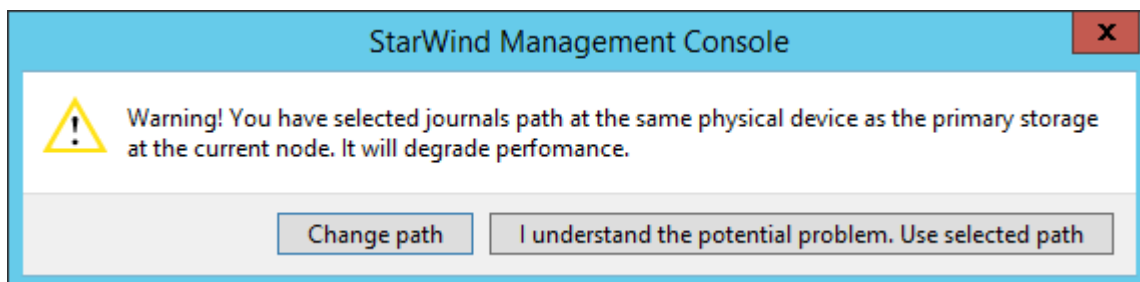 StarWind Management Console
x
Warning! You have selected journals path at the same physical device as the primary storage
at the current node. It will degrade perfomance.
Change path
I understand the potential problem. Use selected path